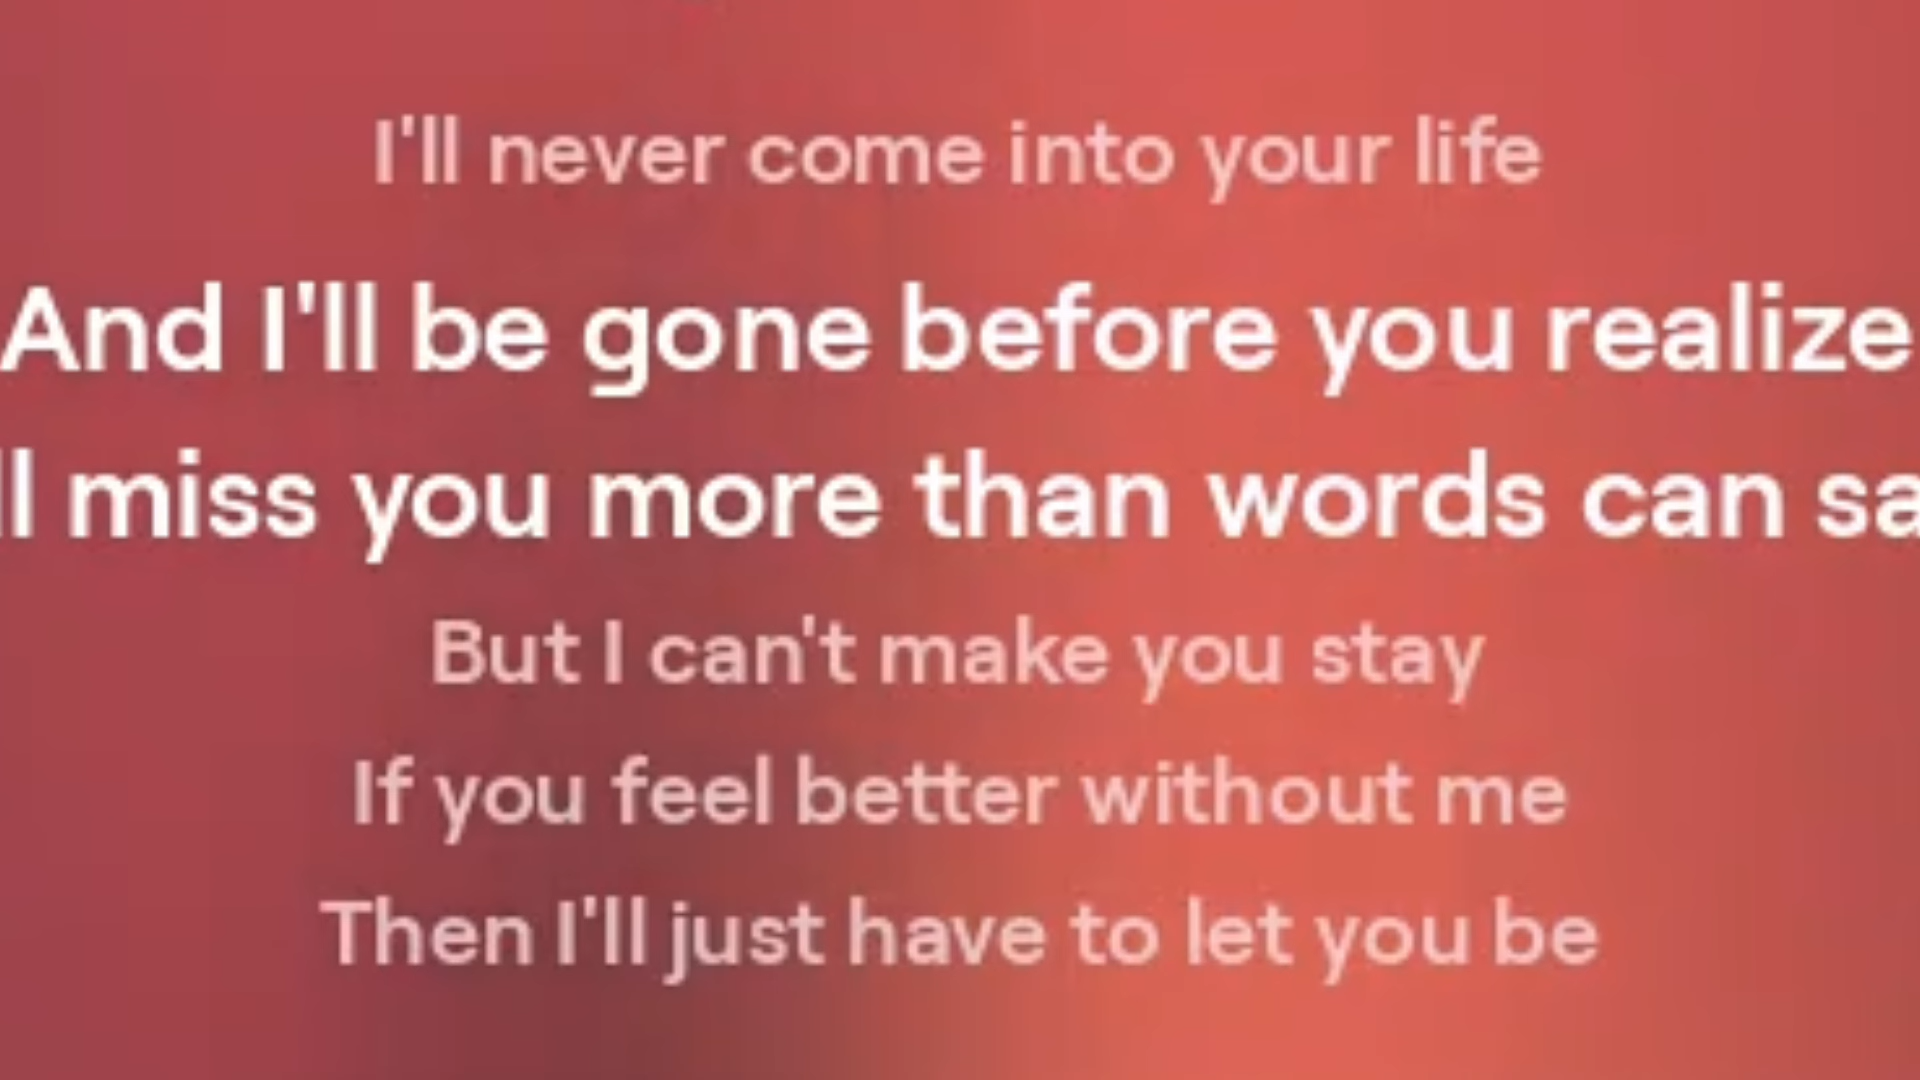 I'll never come into your life
And I'll be gone before you realize
ll miss you more than words can sa
But I can't make you stay
If you feel better without me
Then I'll just have to let you be